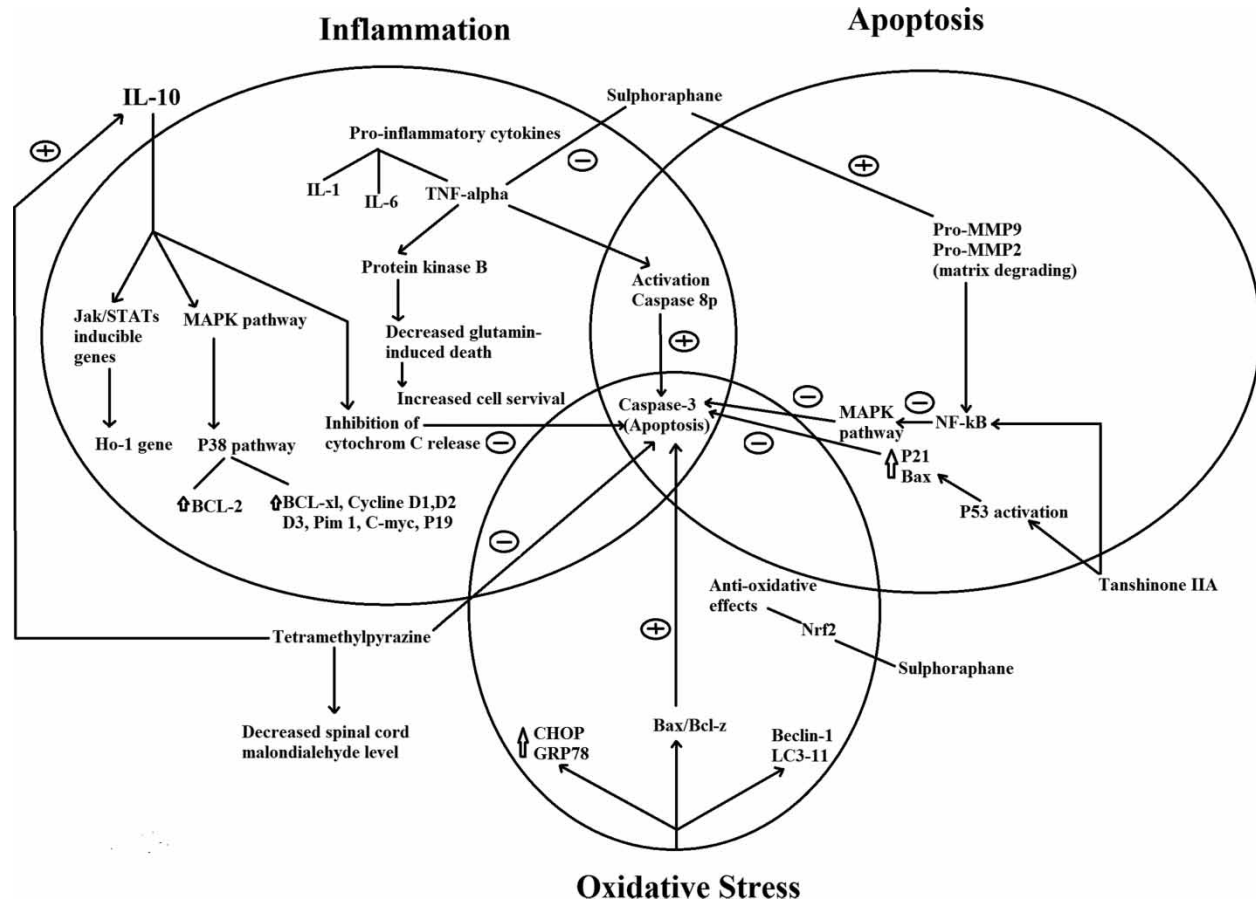 Inflammation
Apoptosis
IL-10
Sulphoraphane
+
Pro-inflammatory cytokines
−
+
IL-1
IL-6
TNF-alpha
Pro-MMP9
Pro-MMP2
(matrix degrading)
Protein kinase B
Activation
Caspase 8p
Jak/STATs
inducible
genes
MAPK pathway
Decreased glutamin-
induced death
+
Increased cell servival
Caspase-3
(Apoptosis)
−
MAPK
pathway
−
NF-kB
Ho-1 gene
P38 pathway
Inhibition of
cytochrom C release
−
−
⇧P21
Bax
⇧BCL-2
⇧BCL-xl, Cycline D1,D2
D3, Pim 1, C-myc, P19
P53 activation
−
Anti-oxidative
effects
Tanshinone IIA
Tetramethylpyrazine
+
Nrf2
Sulphoraphane
Decreased spinal cord
malondialehyde level
⇧CHOP
GRP78
Bax/Bcl-z
Beclin-1
LC3-11
Oxidative Stress